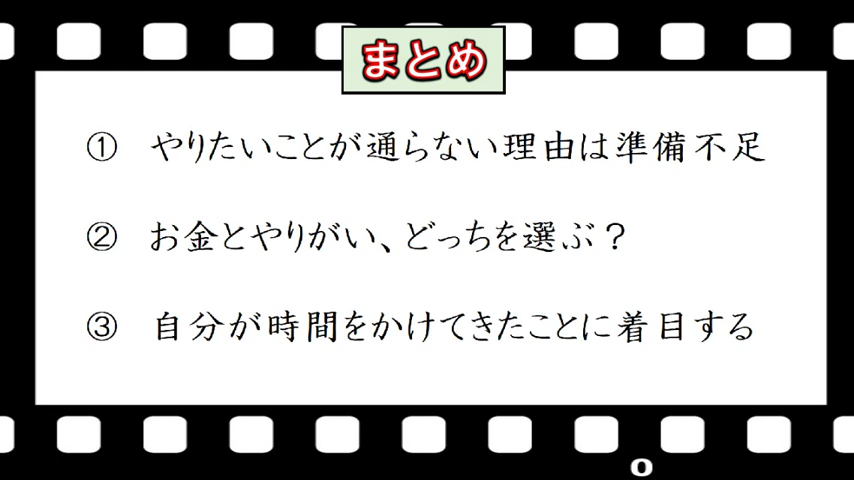 まとめ
① やりたいことが通らない理由は準備不足
② お金とやりがい、どっちを選ぶ？
③ 自分が時間をかけてきたことに着目する
0